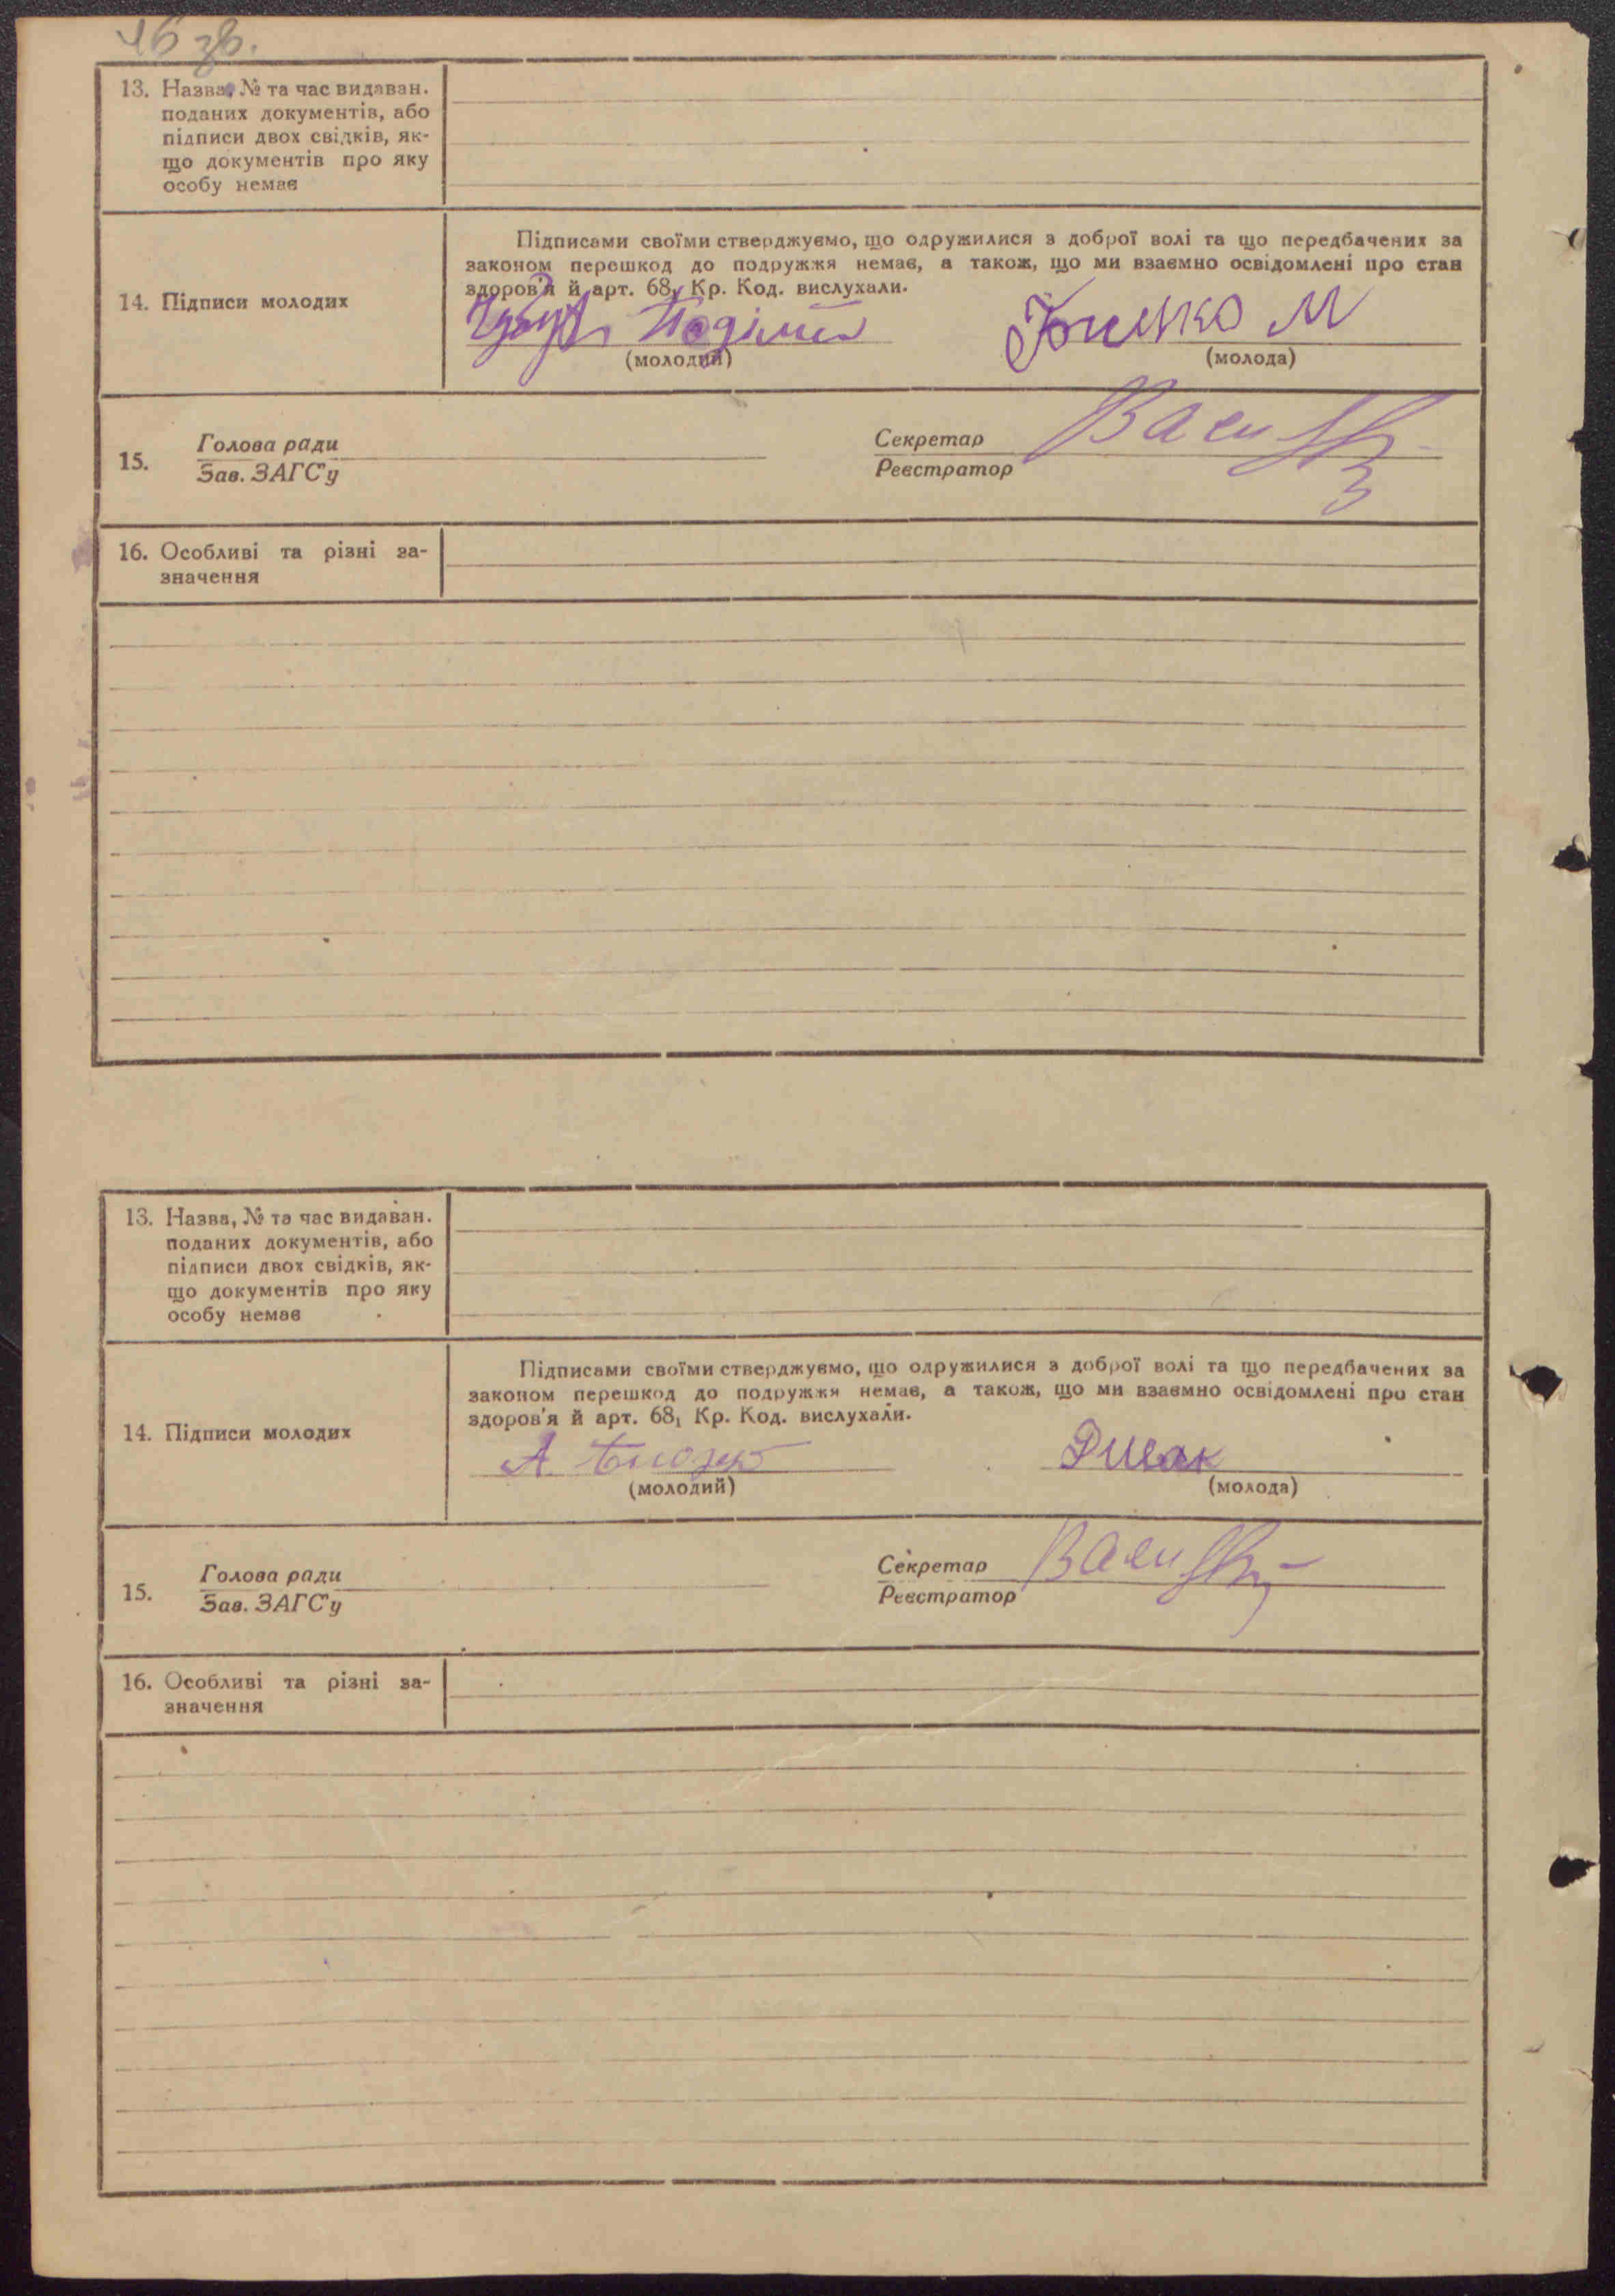 46 зв.
13. Назва, № та час видаван.
поданих документів, або
підписи двох свідків, як-
що документів про яку
особу немає
14. Підписи молодих
Підписами своїми стверджуємо, що одружилися з доброї волі та що передбачених за
законом перешкод до подружжя немає, а також, що ми взаємно освідомлені про стан
здоров'я й арт. 68₁ Кр. Код. вислухали.
М
(молодий) (молода)
15. Голова ради
Зав. ЗАГС'у
Секретар
Реєстратор
16. Особливі та різні за-
значення
13. Назва, № та час видаван.
поданих документів, або
підписи двох свідків, як-
що документів про яку
особу немає
14. Підписи молодих
Підписами своїми стверджуємо, що одружилися з доброї волі та що передбачених за
законом перешкод до подружжя немає, а також, що ми взаємно освідомлені про стан
здоров'я й арт. 68₁ Кр. Код. вислухали.
А.
(молодий) (молода)
15. Голова ради
Зав. ЗАГС'у
Секретар
Реєстратор
16. Особливі та різні за-
значення